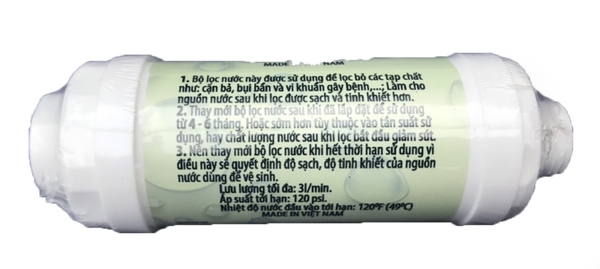 MADE NAM
1. Bộ lọc nước này được sử dụng để lọc bỏ các tạp chất
như: cặn bả, bụi bẩn và vi khuẩn gây bệnh,...; Làm cho
nguồn nước sau khi lọc được sạch và tinh khiết hơn.
2. Thay mới bộ lọc nước sau khi đã lắp đặt để sử dụng
từ 4 - 6 tháng. Hoặc sớm hơn tùy thuộc vào tần suất sử
dụng, hay chất lượng nước sau khi lọc bắt đầu giảm sút.
3. Nên thay mới bộ lọc nước khi hết thời hạn sử dụng vì
điều này sẽ quyết định độ sạch, độ tinh khiết của nguồn
nước dùng để vệ sinh.
Lưu lượng tối đa: 3l/min.
Áp suất tới hạn: 120 psi.
Nhiệt độ nước đầu vào tới hạn: 120ºF (49ºC)
MADE IN VIỆT NAM